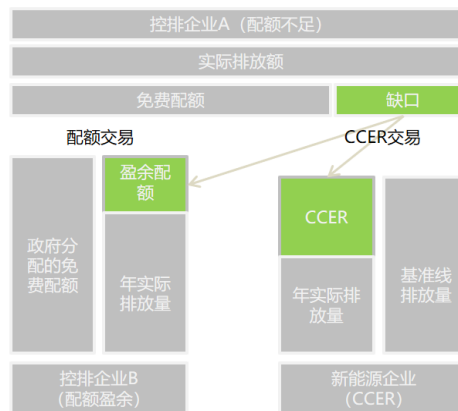 控排企业A（配额不足）
实际排放额
免费配额
缺口
配额交易
CCER交易
政府分
配的免
费配额
盈余配
额
年实际
排放量
CCER
年实际排
放量
基准线
排放量
控排企业B
（配额盈余）
新能源企业
（CCER）